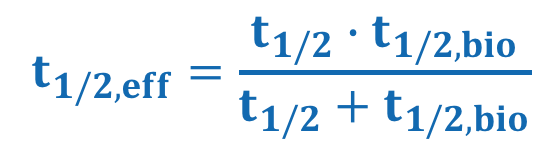 t1/2,eff = t1/2 · t1/2,bio
t1/2 + t1/2,bio